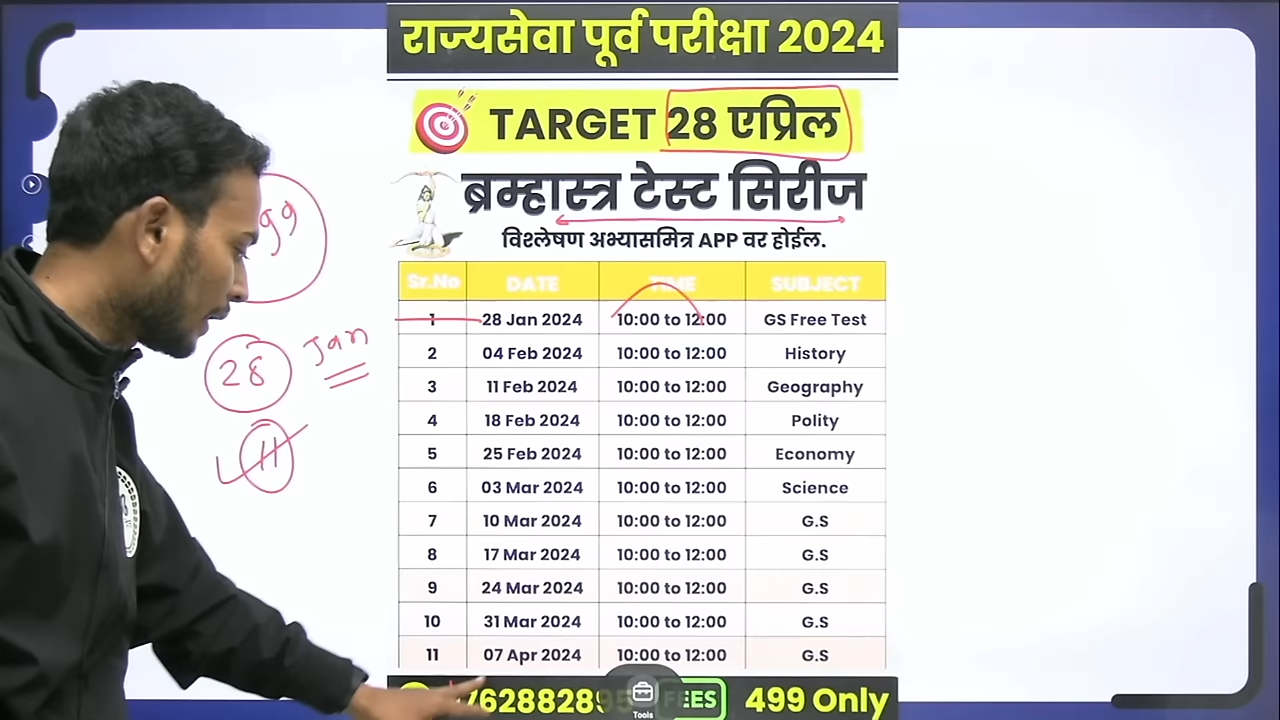 राज्यसेवा पूर्व परीक्षा 2024
TARGET 28 एप्रिल
ब्रम्हास्त्र टेस्ट सिरीज
विश्लेषण अभ्यासमित्र APP वर होईल.
Sr.No DATE TIME SUBJECT
1 28 Jan 2024 10:00 to 12:00 GS Free Test
2 04 Feb 2024 10:00 to 12:00 History
3 11 Feb 2024 10:00 to 12:00 Geography
4 18 Feb 2024 10:00 to 12:00 Polity
5 25 Feb 2024 10:00 to 12:00 Economy
6 03 Mar 2024 10:00 to 12:00 Science
7 10 Mar 2024 10:00 to 12:00 G.S
8 17 Mar 2024 10:00 to 12:00 G.S
9 24 Mar 2024 10:00 to 12:00 G.S
10 31 Mar 2024 10:00 to 12:00 G.S
11 07 Apr 2024 10:00 to 12:00 G.S
FEES 499 Only
Tools
99
28 Jan
11